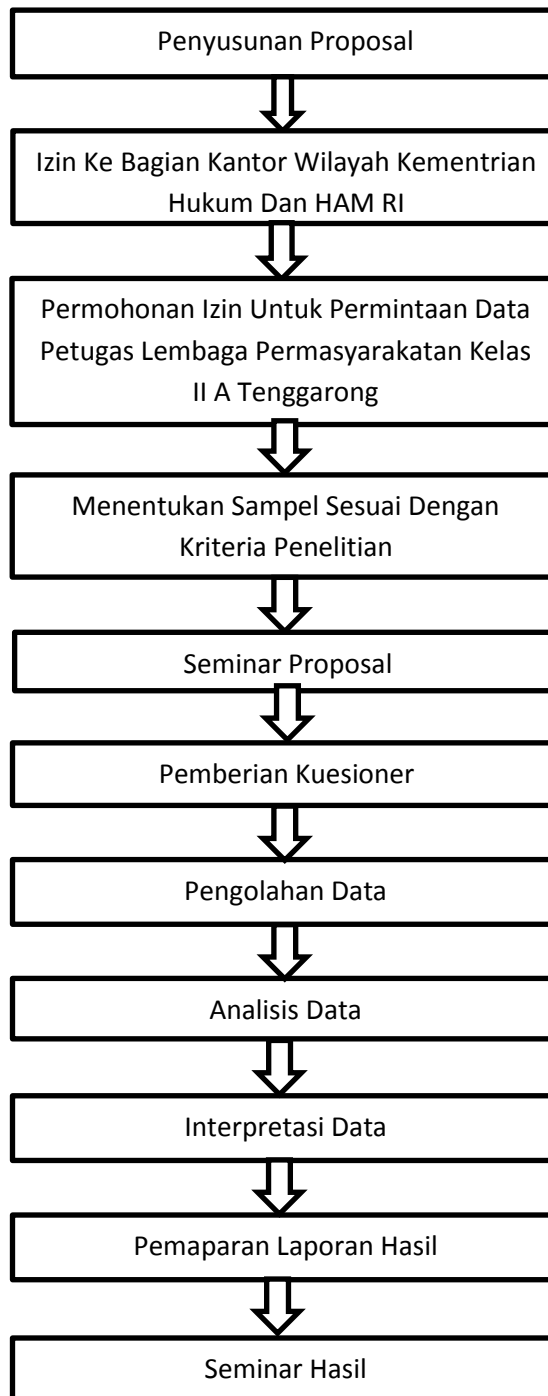 Penyusunan Proposal
Izin Ke Bagian Kantor Wilayah Kementrian
Hukum Dan HAM RI
Permohonan Izin Untuk Permintaan Data
Petugas Lembaga Permasyarakatan Kelas
II A Tenggarong
Menentukan Sampel Sesuai Dengan
Kriteria Penelitian
Seminar Proposal
Pemberian Kuesioner
Pengolahan Data
Analisis Data
Interpretasi Data
Pemaparan Laporan Hasil
Seminar Hasil